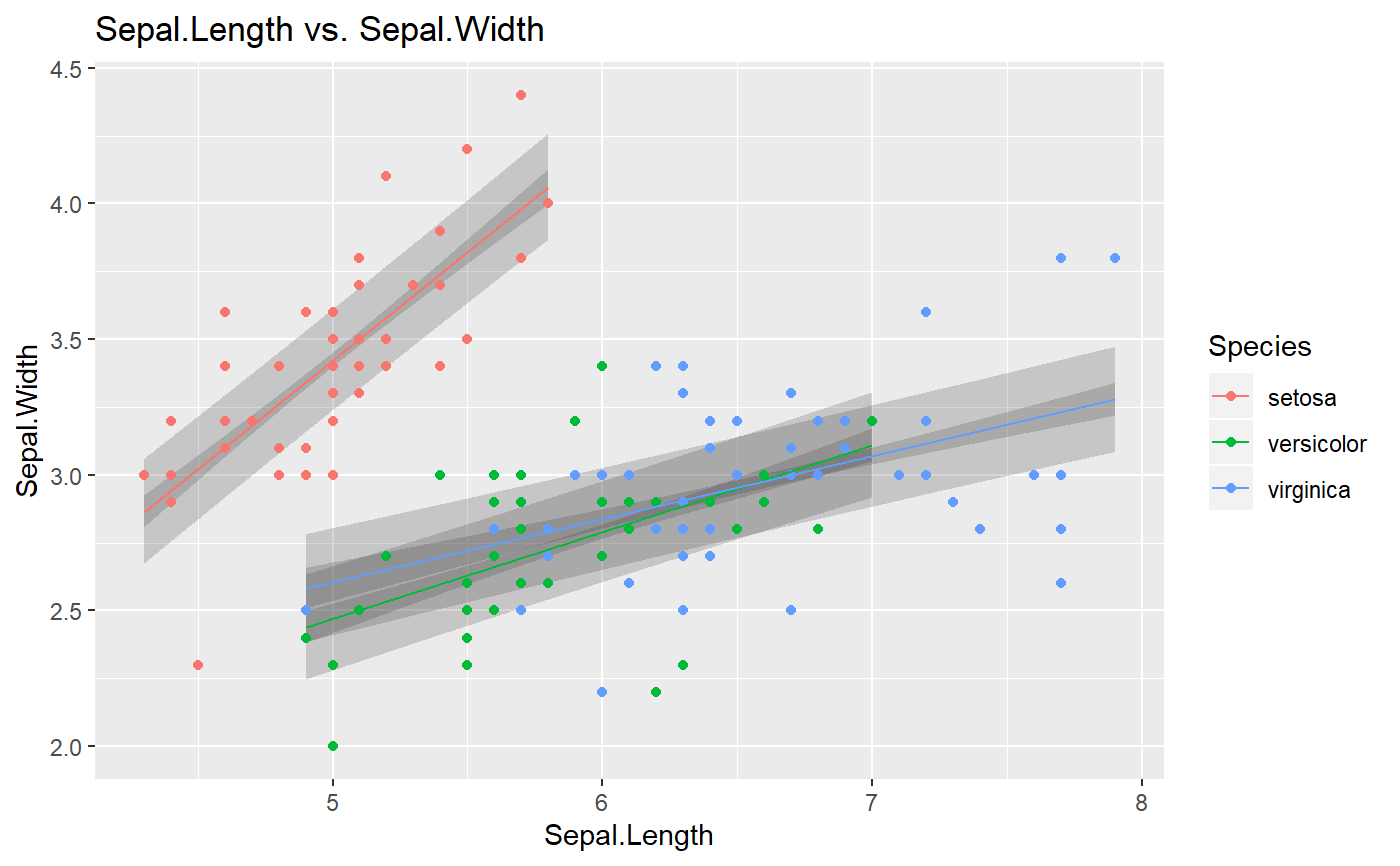 Sepal.Length vs. Sepal.Width
4.5
4.0
3.5
3.0
2.5
2.0
Sepal.Width
5 6 7 8
Sepal.Length
Species
setosa
versicolor
virginica